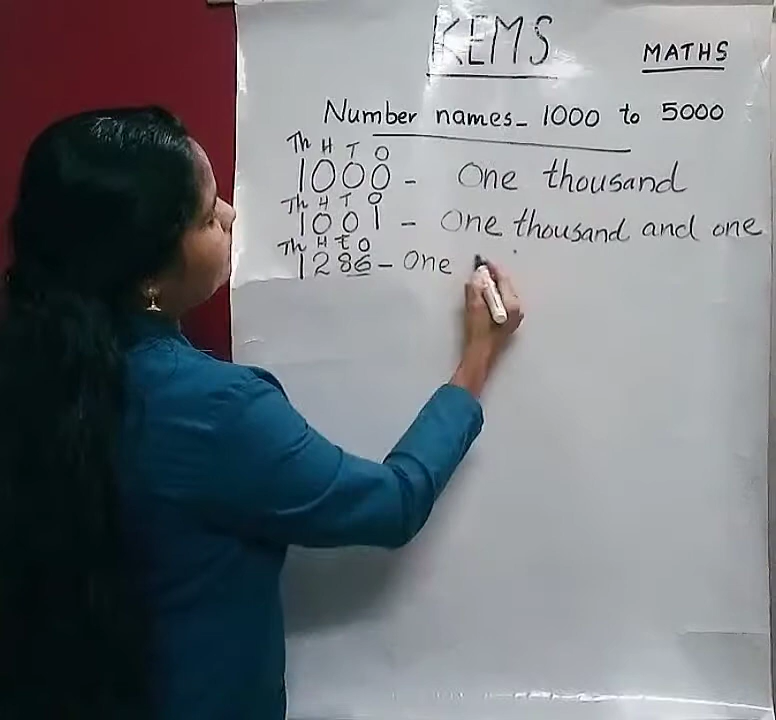 KEMS
MATHS
Number names_ 1000 to 5000
Th H T O
1000 - One thousand
Th H T O
1001 - One thousand and one
Th H T O
1286 - One